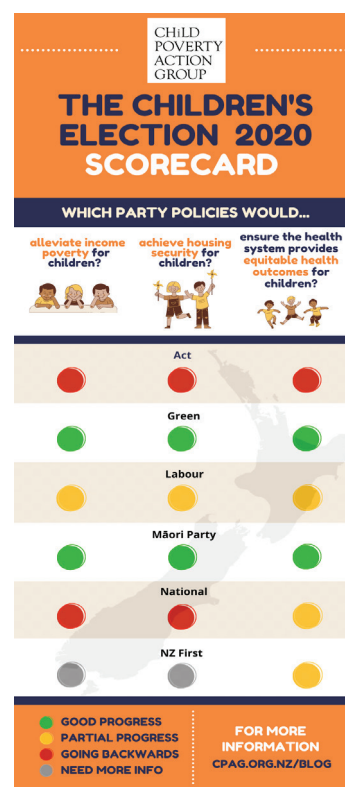 CHiLD
POVERTY
ACTION
GROUP
THE CHILDREN'S
ELECTION 2020
SCORECARD
WHICH PARTY POLICIES WOULD...
alleviate income
poverty for
children?
achieve housing
security for
children?
ensure the health
system provides
equitable health
outcomes for
children?
Act
Green
Labour
Māori Party
National
NZ First
GOOD PROGRESS
PARTIAL PROGRESS
GOING BACKWARDS
NEED MORE INFO
FOR MORE
INFORMATION
CPAG.ORG.NZ/BLOG